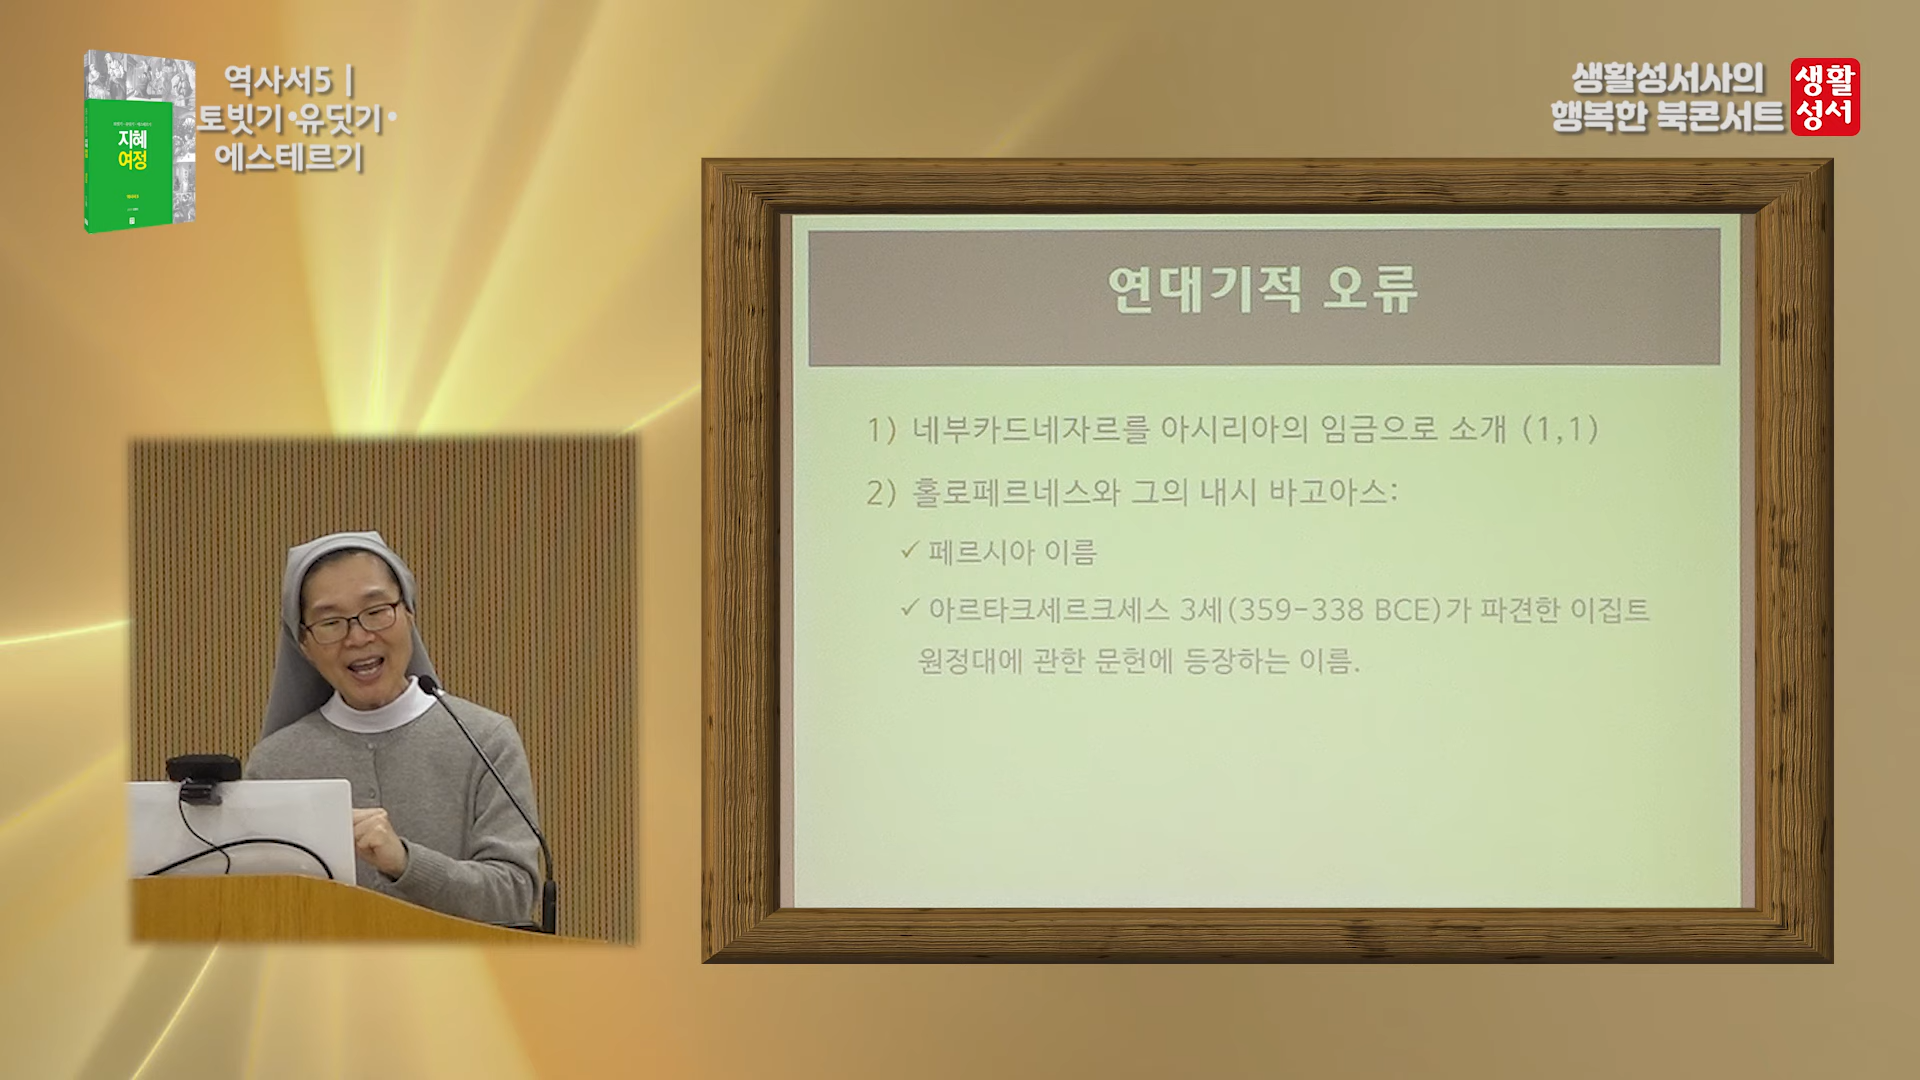 역사서5 |
토빗기·유딧기·
에스테르기
지혜
여정
생활성서사의
행복한 북콘서트
생활
성서
연대기적 오류
1) 네부카드네자르를 아시리아의 임금으로 소개 (1,1)
2) 홀로페르네스와 그의 내시 바고아스:
✓ 페르시아 이름
✓ 아르타크세르크세스 3세(359-338 BCE)가 파견한 이집트
원정대에 관한 문헌에 등장하는 이름.